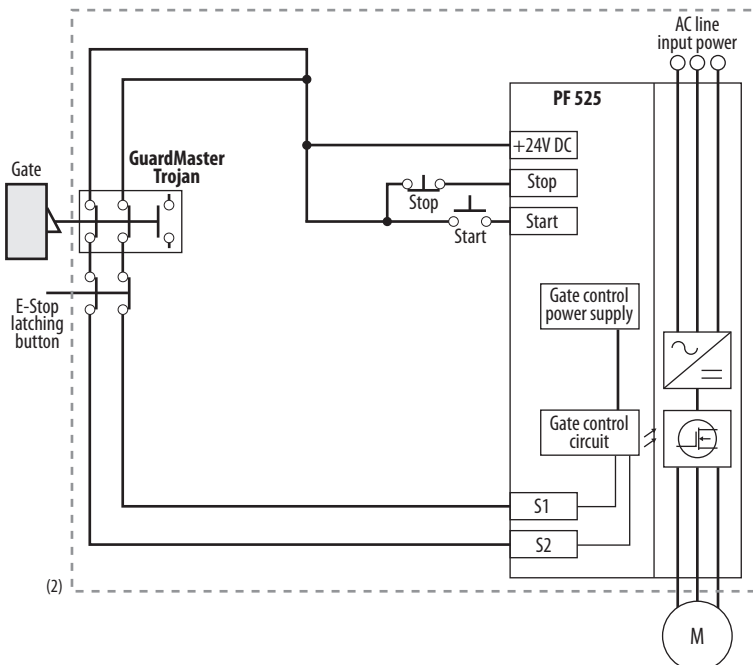 AC line
input power
PF 525
+24V DC
Gate
GuardMaster
Trojan
Stop
Stop
Start
Start
E-Stop
latching
button
Gate control
power supply
Gate control
circuit
S1
S2
(2)
M